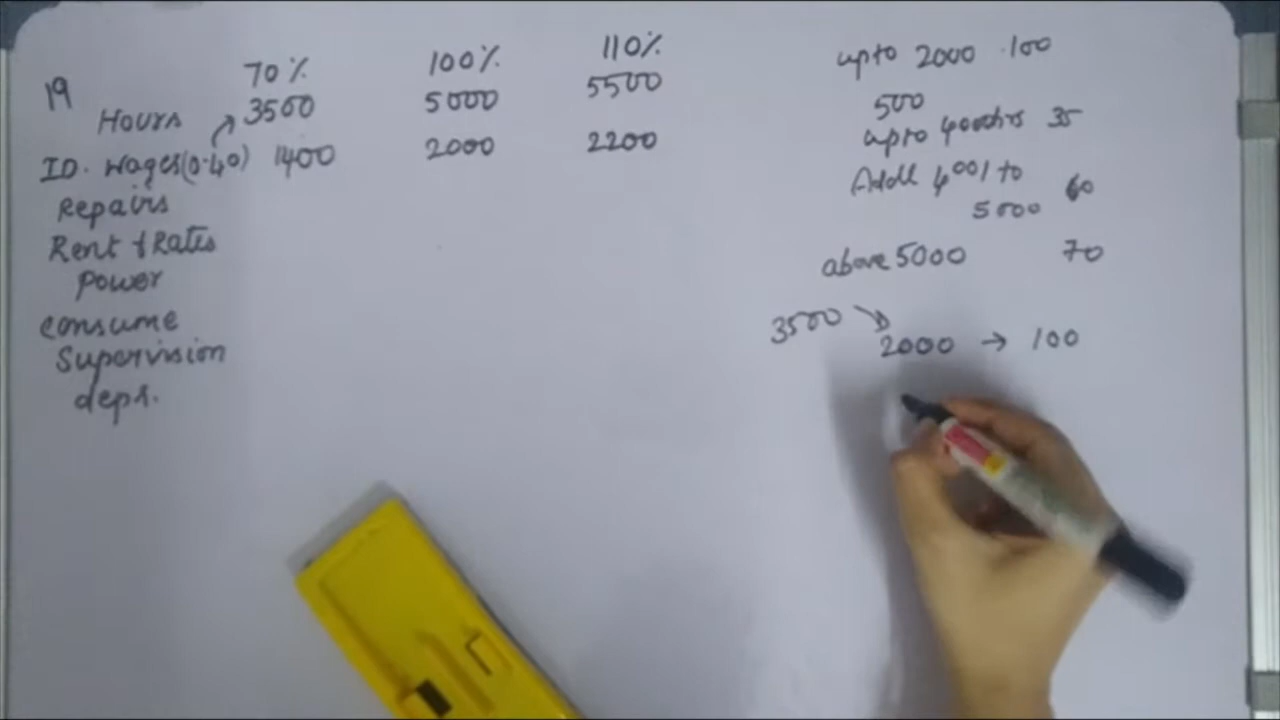 19
70% 100% 110%
Hours 3500 5000 5500
ID. Wages(0.40) 1400 2000 2200
Repairs
Rent & Rates
Power
Consume
Supervision
depr.
upto 2000 100
500
upto 4000hrs 35
Addl 4001 to
5000 60
above 5000 70
3500
2000 → 100